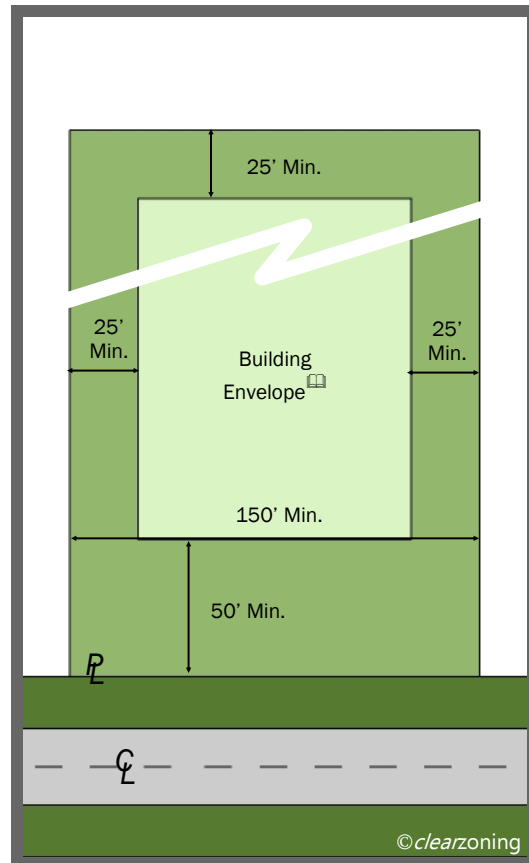 25’ Min.
25’
Min.
25’
Min.
Building
Envelope
150’ Min.
50’ Min.
PL
CL
©clearzoning